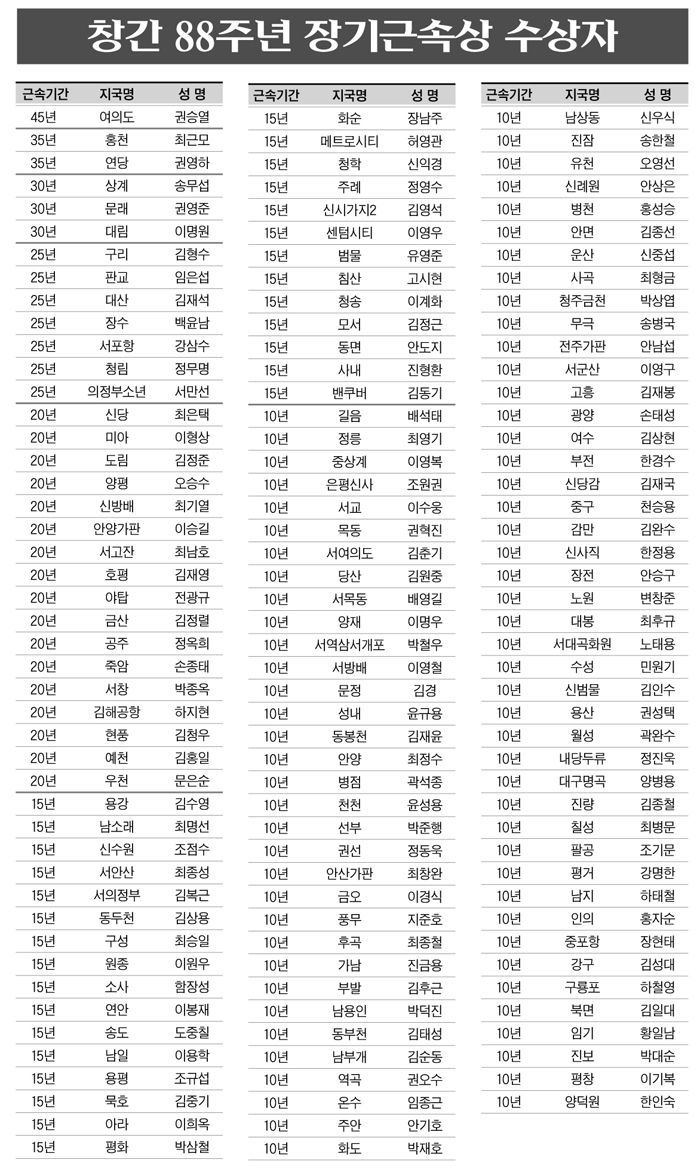 창간 88주년 장기근속상 수상자
근속기간 지국명 성 명
45년 여의도 권승열
35년 홍천 최근모
35년 연당 권영하
30년 상계 송무섭
30년 문래 권영준
30년 대림 이명원
25년 구리 김형수
25년 판교 임은섭
25년 대산 김재석
25년 장수 백윤남
25년 서포항 강삼수
25년 청림 정무명
25년 의정부소년 서만선
20년 신당 최은택
20년 미아 이형상
20년 도림 김정준
20년 양평 오승수
20년 신방배 최기열
20년 안양가판 이승길
20년 서고잔 최남호
20년 호평 김재영
20년 야탑 전광규
20년 금산 김정렬
20년 공주 정옥희
20년 죽암 손종태
20년 서창 박종옥
20년 김해공항 하지현
20년 현풍 김청우
20년 예천 김홍일
20년 우천 문은순
15년 용강 김수영
15년 남소래 최명선
15년 신수원 조점수
15년 서안산 최종성
15년 서의정부 김복근
15년 동두천 김상용
15년 구성 최승일
15년 원종 이원우
15년 소사 함장성
15년 연안 이봉재
15년 송도 도중칠
15년 남일 이용학
15년 용평 조규섭
15년 묵호 김중기
15년 아라 이희옥
15년 평화 박삼철
근속기간 지국명 성 명
15년 화순 장남주
15년 메트로시티 허영관
15년 청학 신익경
15년 주례 정영수
15년 신시가지2 김영석
15년 센텀시티 이영우
15년 범물 유영준
15년 침산 고시현
15년 청송 이계화
15년 모서 김정근
15년 동면 안도지
15년 사내 진형환
15년 밴쿠버 김동기
10년 길음 배석태
10년 정릉 최영기
10년 중상계 이영복
10년 은평신사 조원권
10년 서교 이수웅
10년 목동 권혁진
10년 서여의도 김춘기
10년 당산 김원중
10년 서목동 배영길
10년 양재 이명우
10년 서역삼서개포 박철우
10년 서방배 이영철
10년 문정 김경
10년 성내 윤규용
10년 동봉천 김재윤
10년 안양 최정수
10년 병점 곽석종
10년 천천 윤성용
10년 선부 박준행
10년 권선 정동욱
10년 안산가판 최창완
10년 금오 이경식
10년 풍무 지준호
10년 후곡 최종철
10년 가남 진금용
10년 부발 김후근
10년 남용인 박덕진
10년 동부천 김태성
10년 남부개 김순동
10년 역곡 권오수
10년 온수 임종근
10년 주안 안기호
10년 화도 박재호
근속기간 지국명 성 명
10년 남상동 신우식
10년 진잠 송한철
10년 유천 오영선
10년 신례원 안상은
10년 병천 홍성승
10년 안면 김종선
10년 운산 신중섭
10년 사곡 최형금
10년 청주금천 박상엽
10년 무극 송병국
10년 전주가판 안남섭
10년 서군산 이영구
10년 고흥 김재봉
10년 광양 손태성
10년 여수 김상현
10년 부전 한경수
10년 신당감 김재국
10년 중구 천승용
10년 감만 김완수
10년 신사직 한정용
10년 장전 안승구
10년 노원 변창준
10년 대봉 최후규
10년 서대곡화원 노태용
10년 수성 민원기
10년 신범물 김인수
10년 용산 권성택
10년 월성 곽완수
10년 내당두류 정진욱
10년 대구명곡 양병용
10년 진량 김종철
10년 칠성 최병문
10년 팔공 조기문
10년 평거 강명한
10년 남지 하태철
10년 인의 홍자순
10년 중포항 장현태
10년 강구 김성대
10년 구룡포 하철영
10년 북면 김일대
10년 임기 황일남
10년 진보 박대순
10년 평창 이기복
10년 양덕원 한인숙